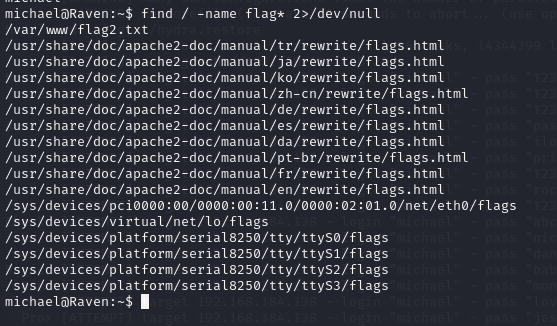 michael@Raven:~$ find / -name flag* 2>/dev/null
/var/www/flag2.txt
/usr/share/doc/apache2-doc/manual/tr/rewrite/flags.html
/usr/share/doc/apache2-doc/manual/ja/rewrite/flags.html
/usr/share/doc/apache2-doc/manual/ko/rewrite/flags.html
/usr/share/doc/apache2-doc/manual/zh-cn/rewrite/flags.html
/usr/share/doc/apache2-doc/manual/de/rewrite/flags.html
/usr/share/doc/apache2-doc/manual/es/rewrite/flags.html
/usr/share/doc/apache2-doc/manual/da/rewrite/flags.html
/usr/share/doc/apache2-doc/manual/pt-br/rewrite/flags.html
/usr/share/doc/apache2-doc/manual/fr/rewrite/flags.html
/usr/share/doc/apache2-doc/manual/en/rewrite/flags.html
/sys/devices/pci0000:00/0000:00:11.0/0000:02:01.0/net/eth0/flags
/sys/devices/virtual/net/lo/flags
/sys/devices/platform/serial8250/tty/ttyS0/flags
/sys/devices/platform/serial8250/tty/ttyS1/flags
/sys/devices/platform/serial8250/tty/ttyS2/flags
/sys/devices/platform/serial8250/tty/ttyS3/flags
michael@Raven:~$